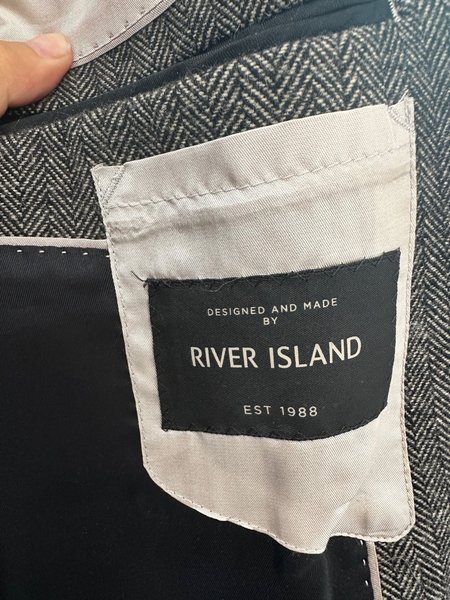 DESIGNED AND MADE
BY
RIVER ISLAND
EST 1988